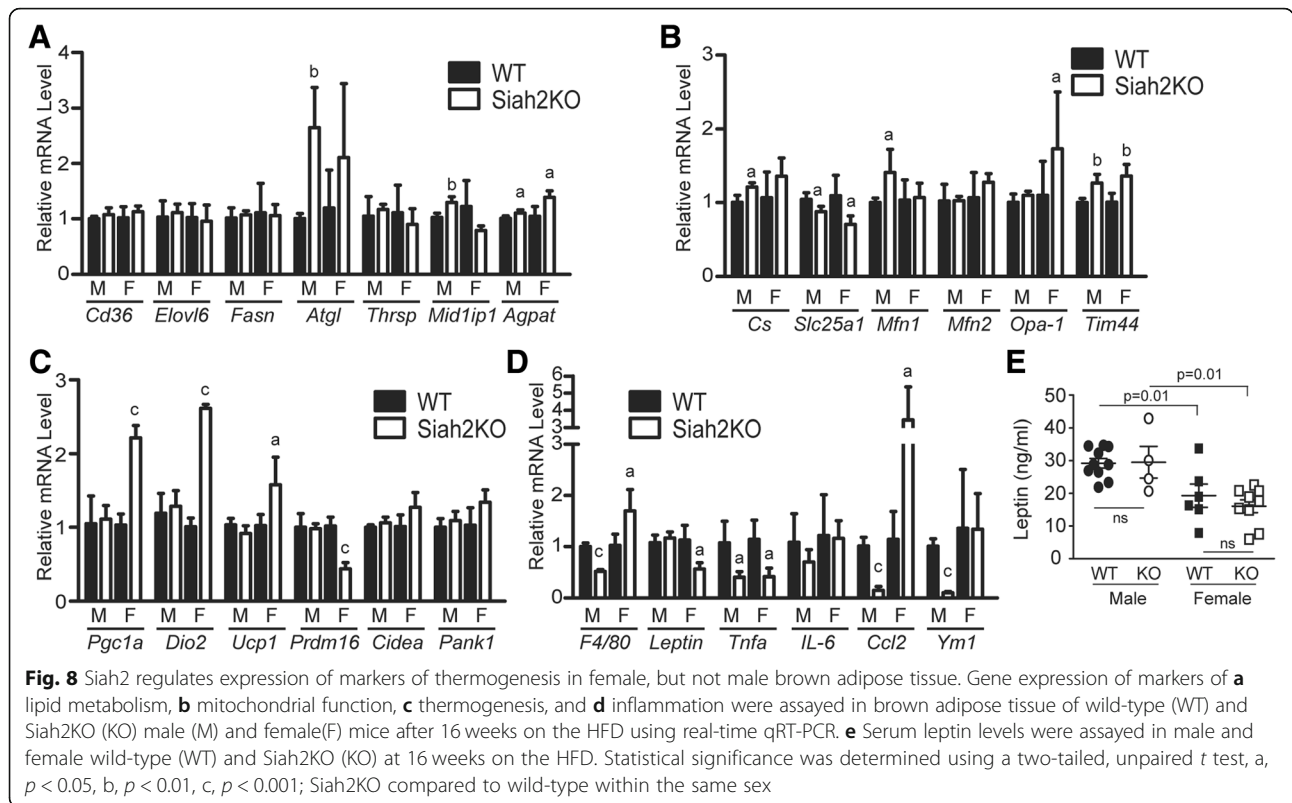 A
Relative mRNA Level
4
3
2
1
0
WT
Siah2KO
b
b
a
a
M F M F M F M F M F M F M F
Cd36 Elovl6 Fasn Atgl Thrsp Mid1ip1 Agpat
B
Relative mRNA Level
3
2
1
0
WT
Siah2KO
a
a
a
a
a
b
b
M F M F M F M F M F M F
Cs Slc25a1 Mfn1 Mfn2 Opa-1 Tim44
C
Relative mRNA Level
3
2
1
0
WT
Siah2KO
c
c
a
c
M F M F M F M F M F M F
Pgc1a Dio2 Ucp1 Prdm16 Cidea Pank1
D
Relative mRNA Level
6
5
4
3
2
1
0
WT
Siah2KO
c
a
a
a
a
c
a
c
M F M F M F M F M F M F
F4/80 Leptin Tnfa IL-6 Ccl2 Ym1
E
p=0.01
p=0.01
Leptin (ng/ml)
50
40
30
20
10
0
ns
ns
WT KO WT KO
Male Female
Fig. 8 Siah2 regulates expression of markers of thermogenesis in female, but not male brown adipose tissue. Gene expression of markers of a
lipid metabolism, b mitochondrial function, c thermogenesis, and d inflammation were assayed in brown adipose tissue of wild-type (WT) and
Siah2KO (KO) male (M) and female(F) mice after 16 weeks on the HFD using real-time qRT-PCR. e Serum leptin levels were assayed in male and
female wild-type (WT) and Siah2KO (KO) at 16 weeks on the HFD. Statistical significance was determined using a two-tailed, unpaired t test, a,
p < 0.05, b, p < 0.01, c, p < 0.001; Siah2KO compared to wild-type within the same sex